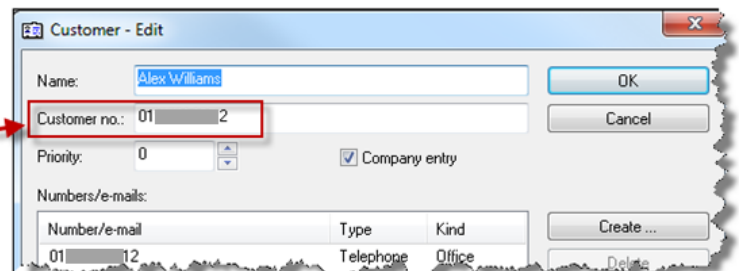 Customer - Edit
Name: Alex Williams OK
Customer no.: 01 2 Cancel
Priority: 0 Company entry
Numbers/e-mails:
Number/e-mail Type Kind Create ...
01 12 Telephone Office Delete